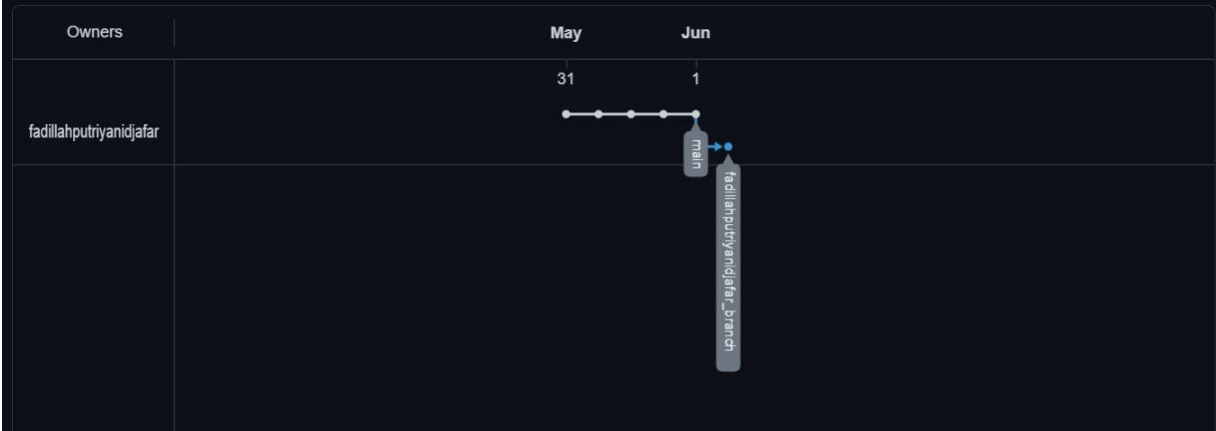 Owners
May
Jun
31
1
fadillahputriyanidjafar
main
fadillahputriyanidjafar_branch